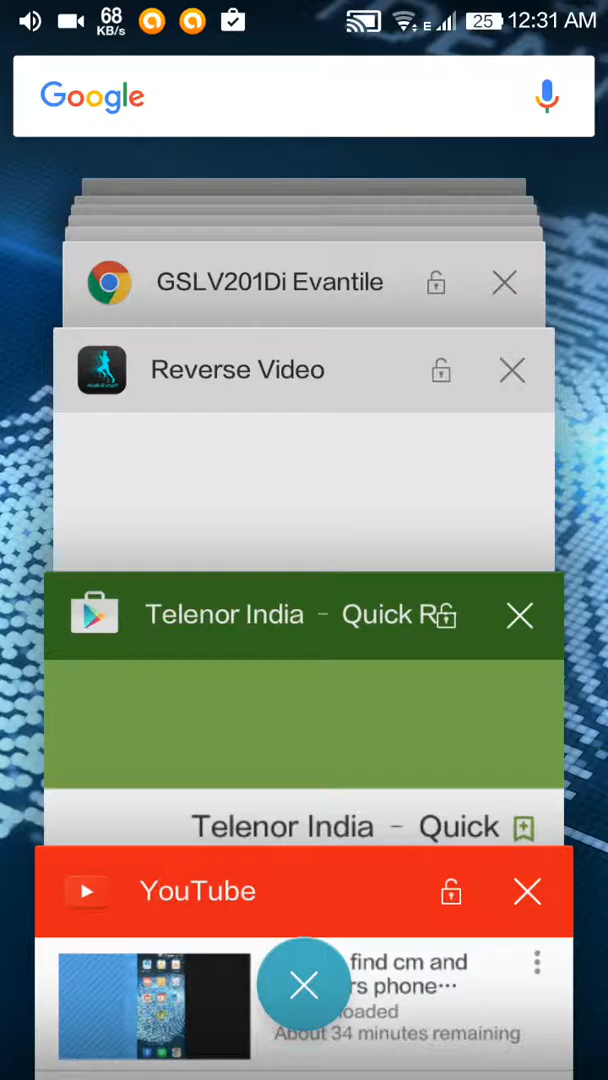 68
KB/s
E
25
12:31 AM
Google
GSLV201Di Evantile
Reverse Video
Telenor India - Quick R
Telenor India - Quick
YouTube
find cm and
rs phone...
loaded
About 34 minutes remaining